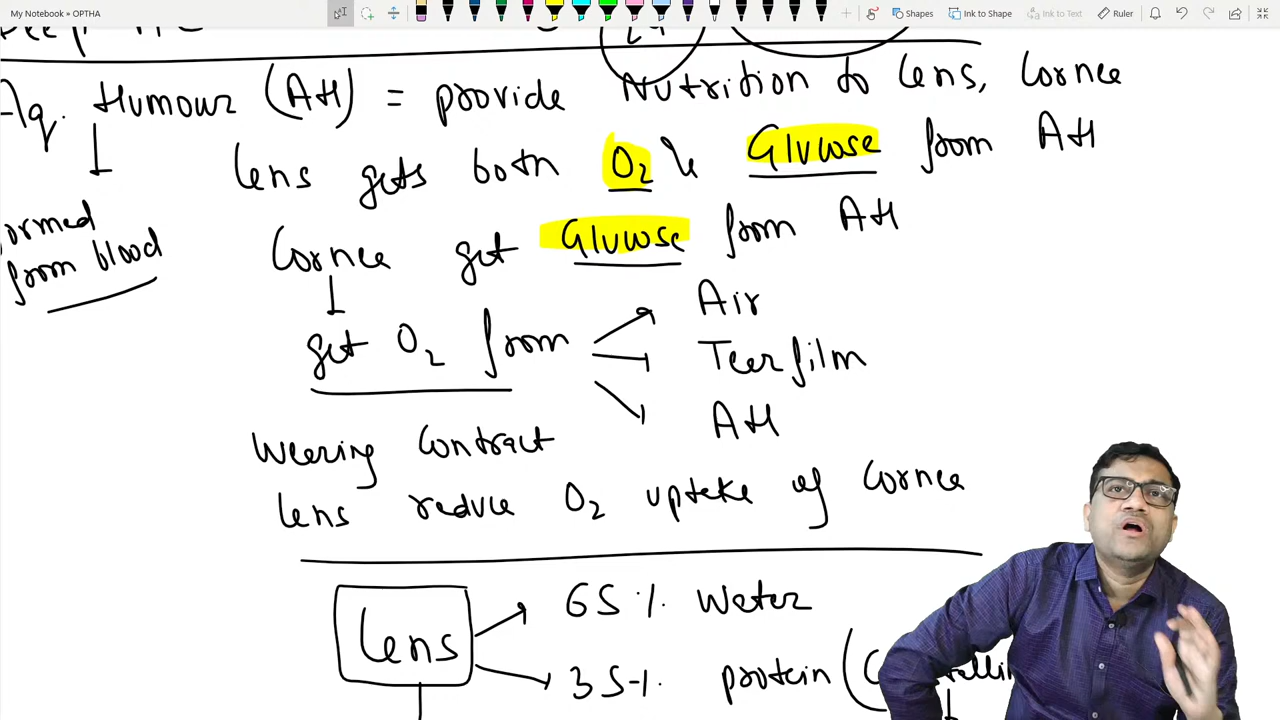 My Notebook » OPTHA
Shapes
Ink to Shape
Ink to Text
Ruler
Aq. Humour (AH) = provide Nutrition to lens, Cornea
lens gets both O2 & Glucose from AH
formed from blood
Cornea get Glucose from AH
get O2 from
Air
Tear film
AH
Wearing Contract
lens reduce O2 uptake of Cornea
Lens
65 % Water
35 % protein (